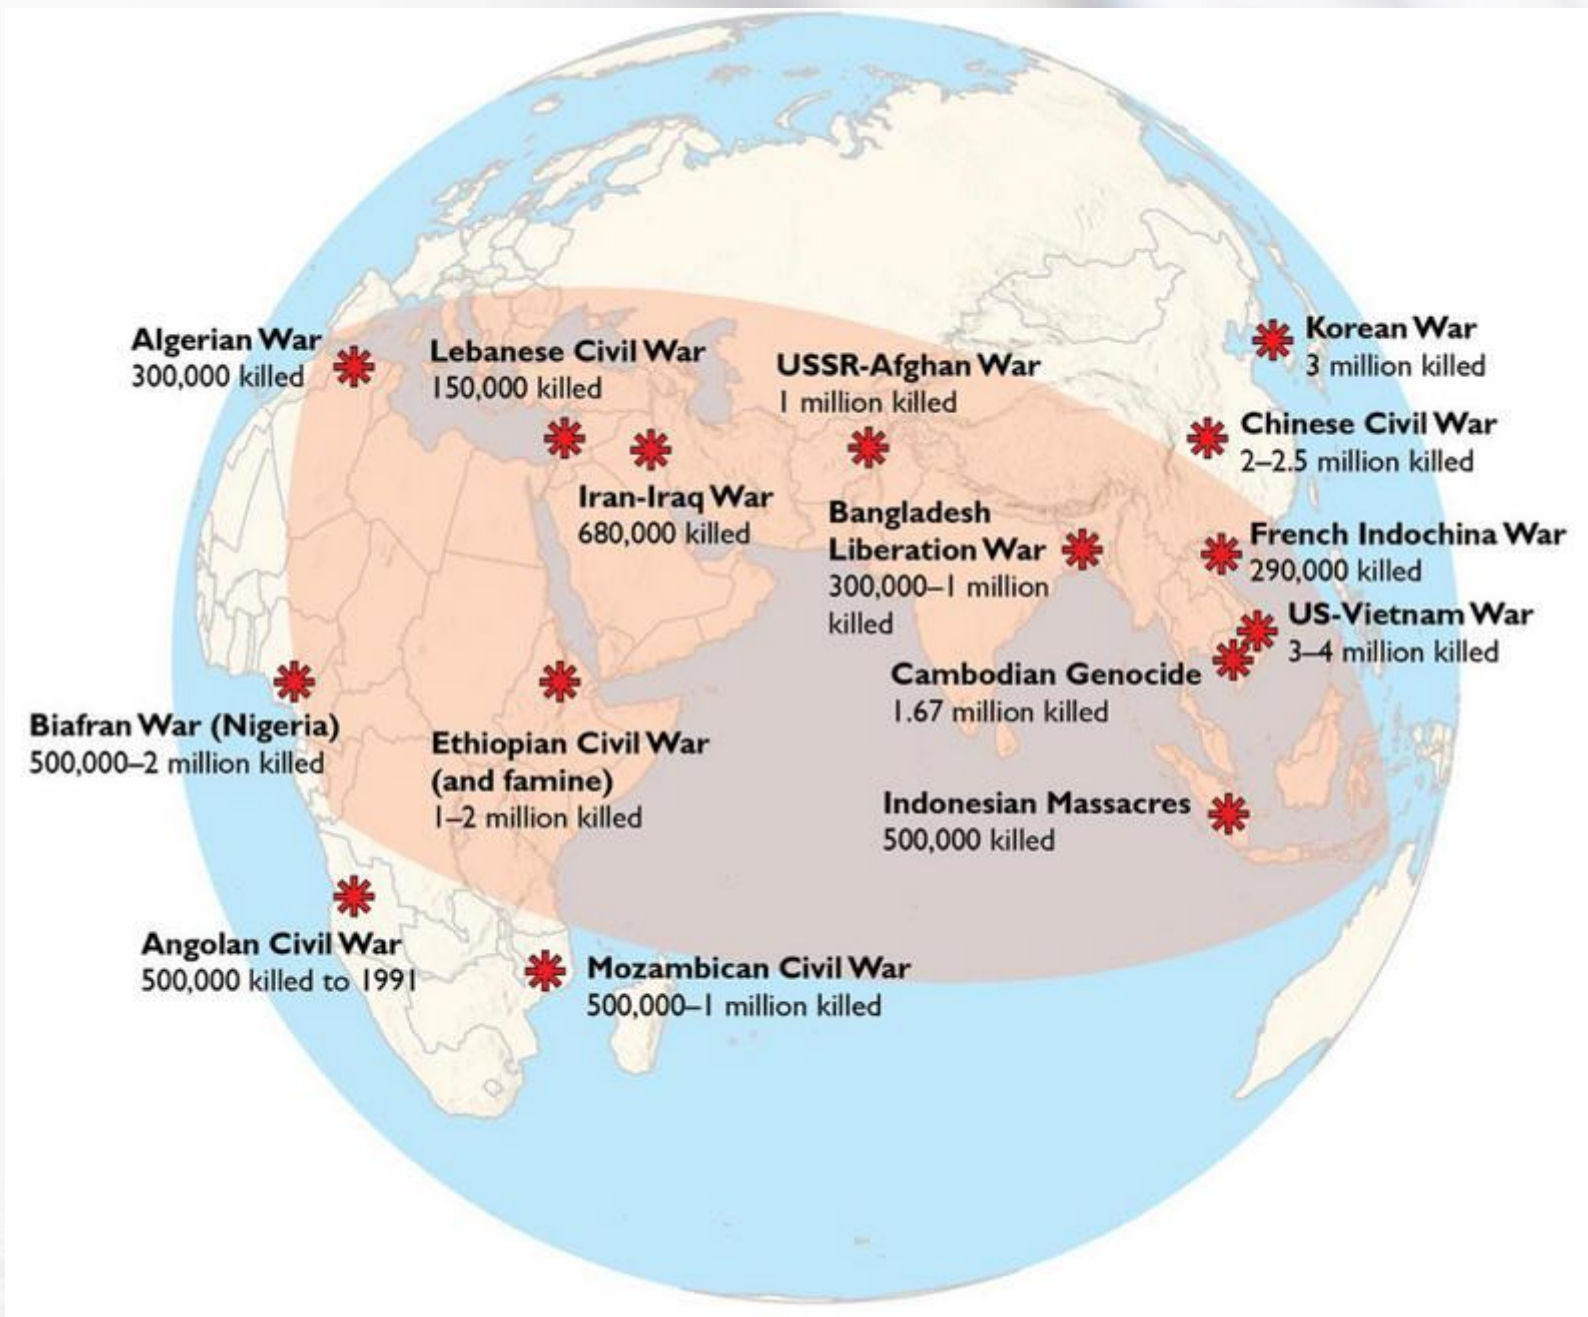 Algerian War
300,000 killed
Lebanese Civil War
150,000 killed
USSR-Afghan War
1 million killed
Korean War
3 million killed
Chinese Civil War
2–2.5 million killed
Iran-Iraq War
680,000 killed
Bangladesh
Liberation War
300,000–1 million
killed
French Indochina War
290,000 killed
US-Vietnam War
3–4 million killed
Cambodian Genocide
1.67 million killed
Biafran War (Nigeria)
500,000–2 million killed
Ethiopian Civil War
(and famine)
1–2 million killed
Indonesian Massacres
500,000 killed
Angolan Civil War
500,000 killed to 1991
Mozambican Civil War
500,000–1 million killed